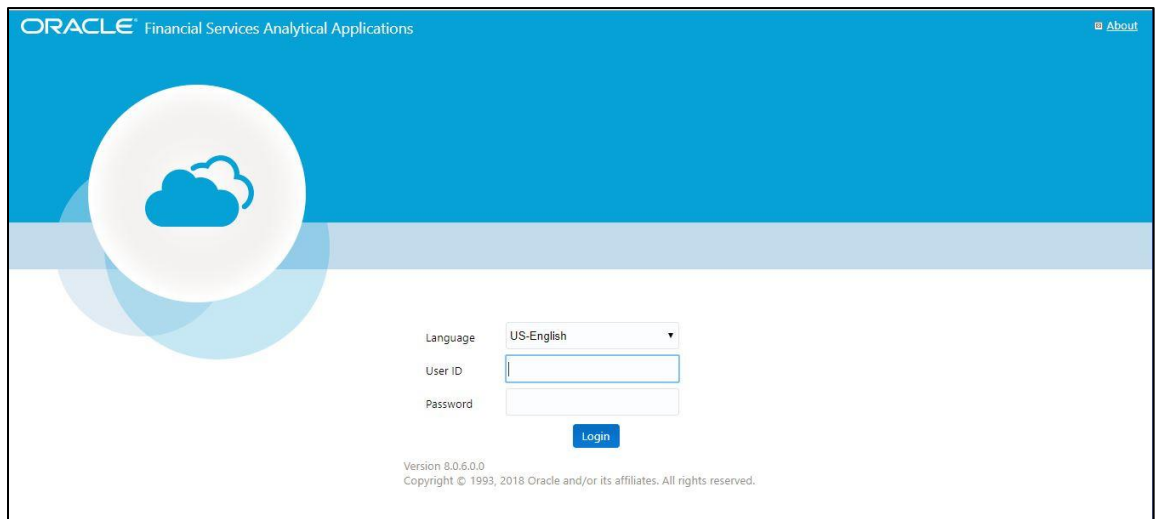 ORACLE® Financial Services Analytical Applications
About
Language US-English
User ID
Password
Login
Version 8.0.6.0.0
Copyright © 1993, 2018 Oracle and/or its affiliates. All rights reserved.